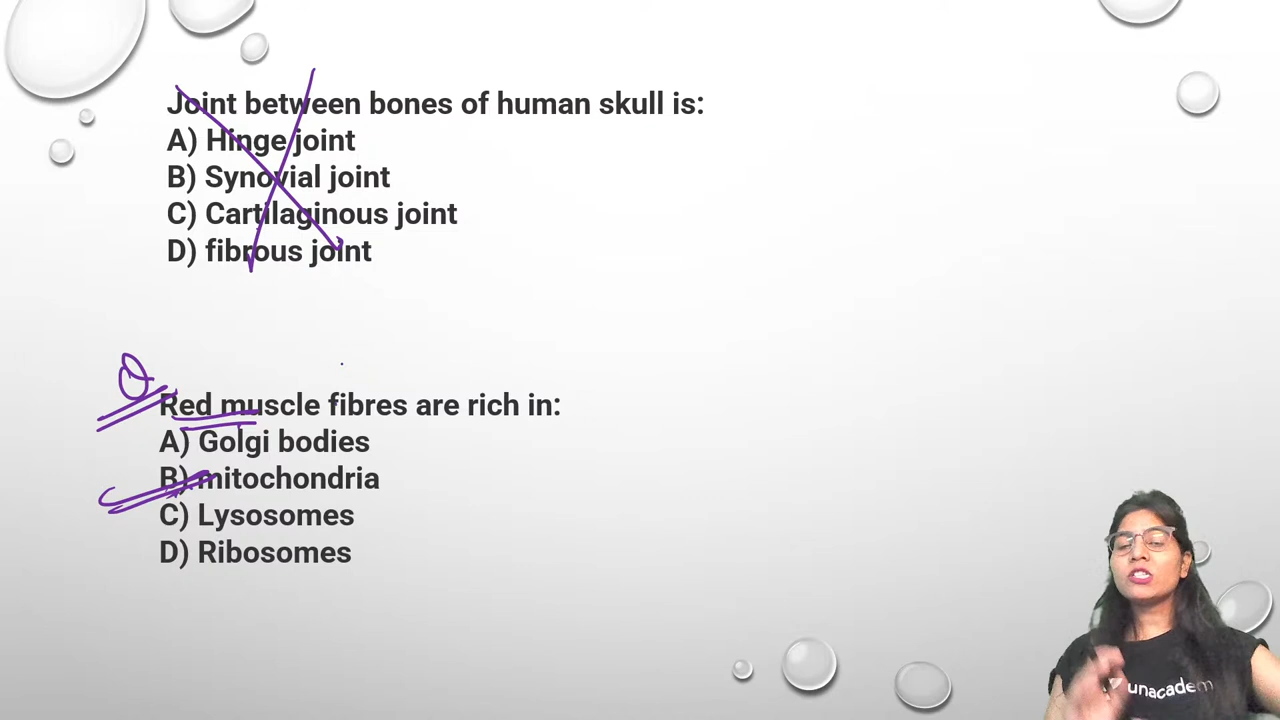 Joint between bones of human skull is:
A) Hinge joint
B) Synovial joint
C) Cartilaginous joint
D) fibrous joint
Q
Red muscle fibres are rich in:
A) Golgi bodies
B) mitochondria
C) Lysosomes
D) Ribosomes
unacadem